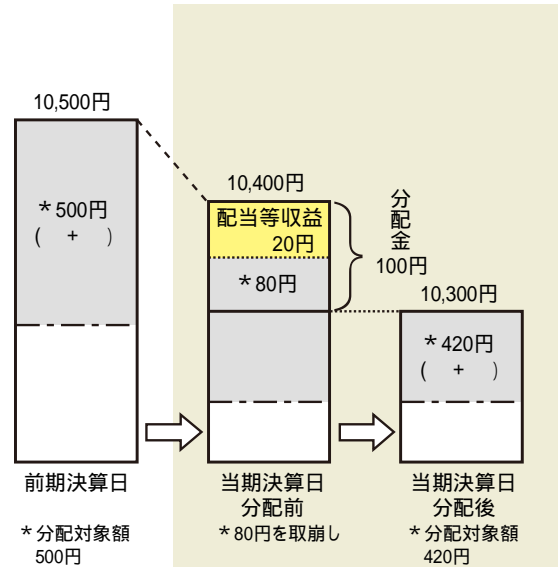 10,500円
*500円
( + )
前期決算日
*分配対象額
500円
10,400円
配当等収益
20円
*80円
分配金
100円
当期決算日
分配前
*80円を取崩し
10,300円
*420円
( + )
当期決算日
分配後
*分配対象額
420円